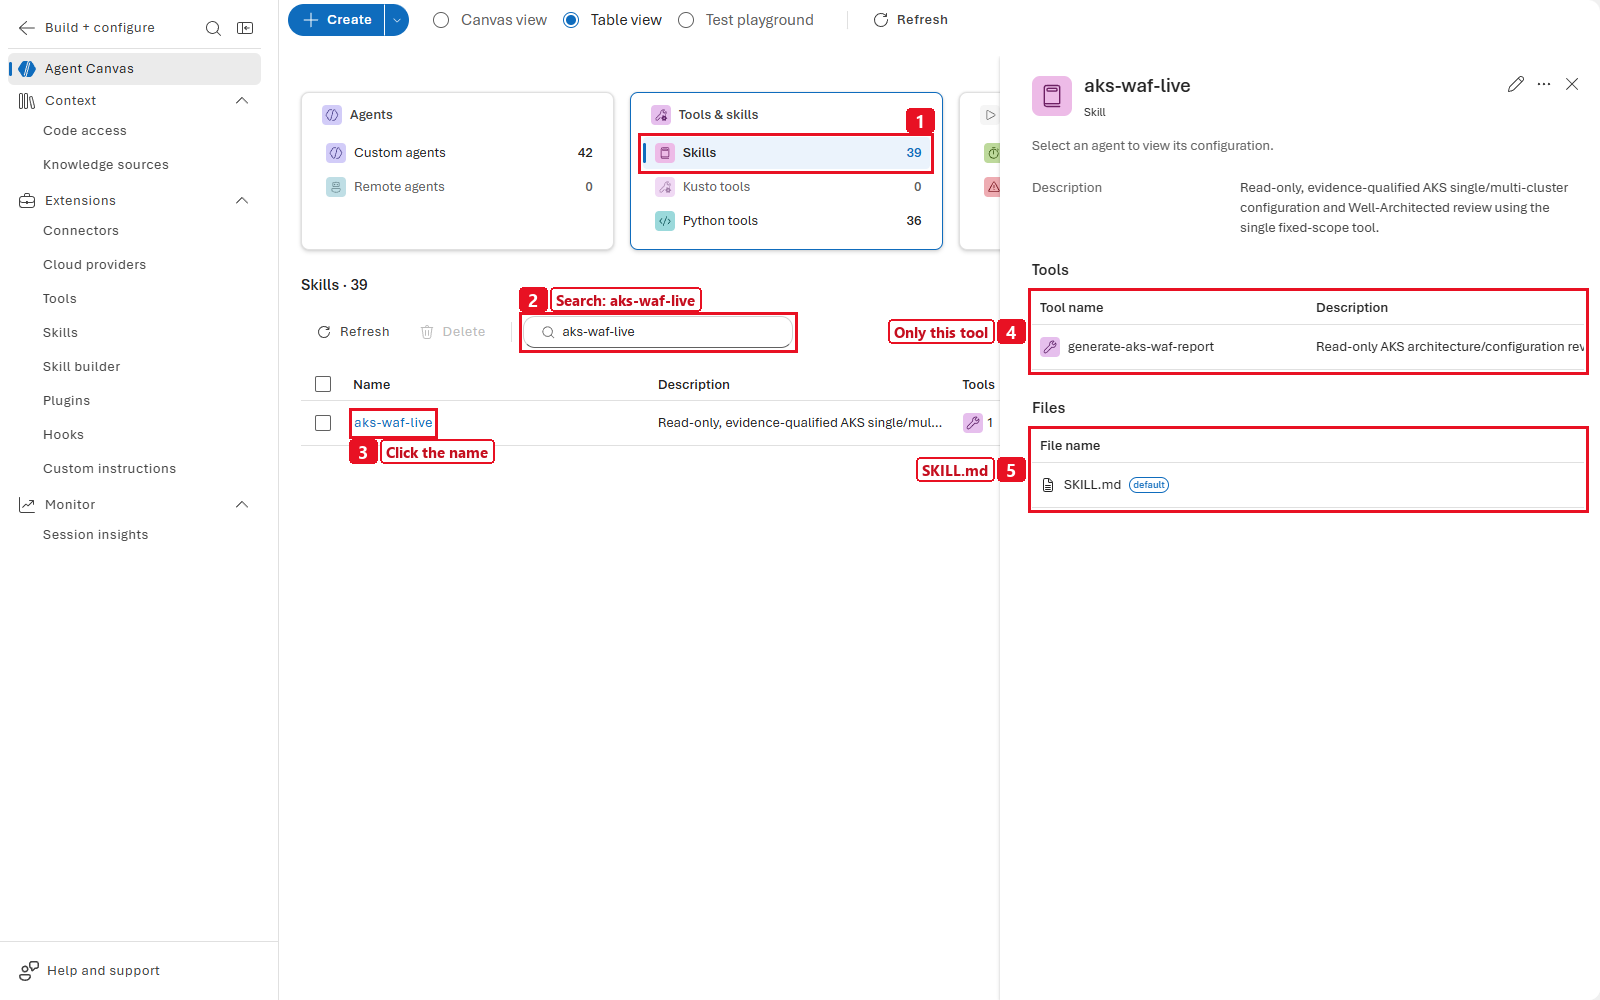 Build + configure
Agent Canvas
Context
Code access
Knowledge sources
Extensions
Connectors
Cloud providers
Tools
Skills
Skill builder
Plugins
Hooks
Custom instructions
Monitor
Session insights
Help and support
Create
Canvas view
Table view
Test playground
Refresh
Agents
Custom agents 42
Remote agents 0
Tools & skills
1
Skills 39
Kusto tools 0
Python tools 36
Skills · 39
2 Search: aks-waf-live
Refresh
Delete
aks-waf-live
Name Description Tools
aks-waf-live Read-only, evidence-qualified AKS single/mul... 1
3 Click the name
aks-waf-live
Skill
Select an agent to view its configuration.
Description
Read-only, evidence-qualified AKS single/multi-cluster
configuration and Well-Architected review using the
single fixed-scope tool.
Tools
Only this tool 4
Tool name Description
generate-aks-waf-report Read-only AKS architecture/configuration rev
Files
SKILL.md 5
File name
SKILL.md default